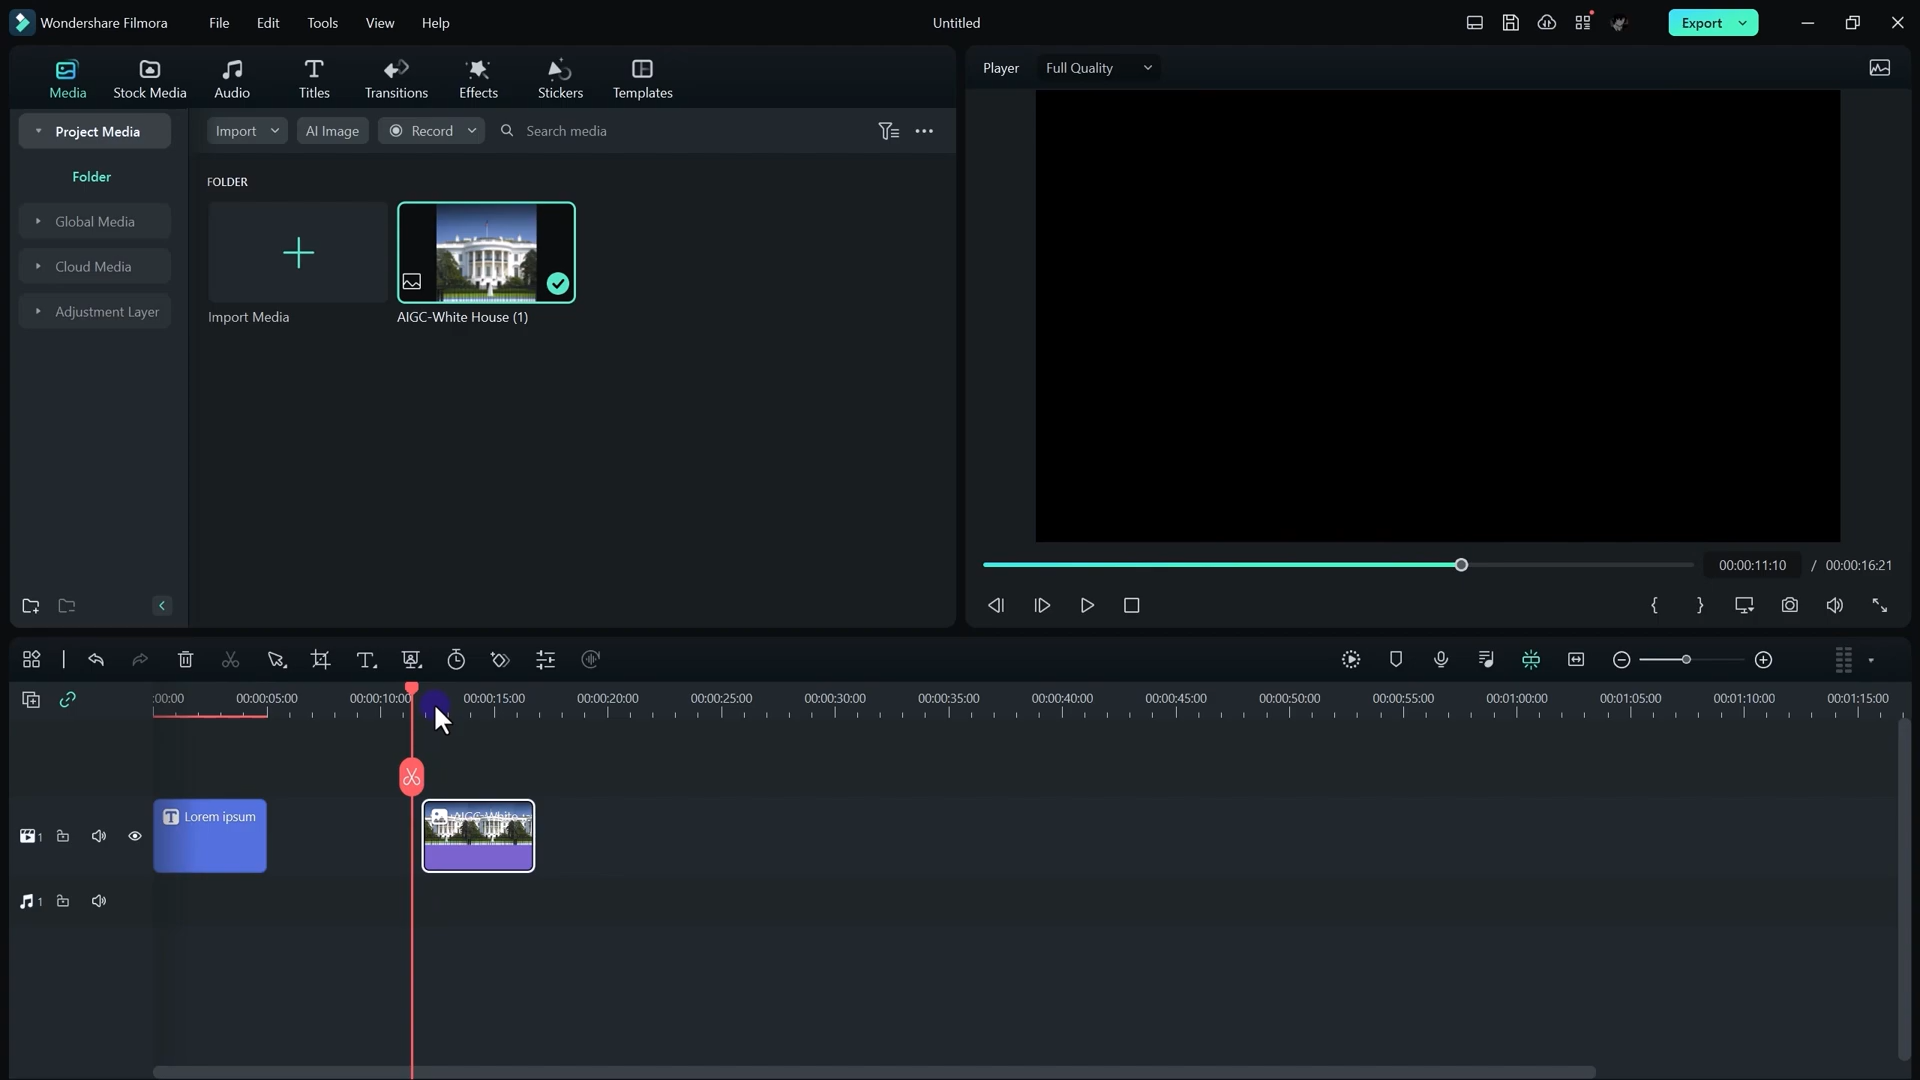 Wondershare Filmora
File
Edit
Tools
View
Help
Untitled
Export
Media
Stock Media
Audio
Titles
Transitions
Effects
Stickers
Templates
Player
Full Quality
Project Media
Import
AI Image
Record
Search media
Folder
FOLDER
Global Media
Cloud Media
Adjustment Layer
Import Media
AIGC-White House (1)
00:00:11:10 / 00:00:16:21
:00:00
00:00:05:00
00:00:10:00
00:00:15:00
00:00:20:00
00:00:25:00
00:00:30:00
00:00:35:00
00:00:40:00
00:00:45:00
00:00:50:00
00:00:55:00
00:01:00:00
00:01:05:00
00:01:10:00
00:01:15:00
T Lorem ipsum
AIGC-White
1
1